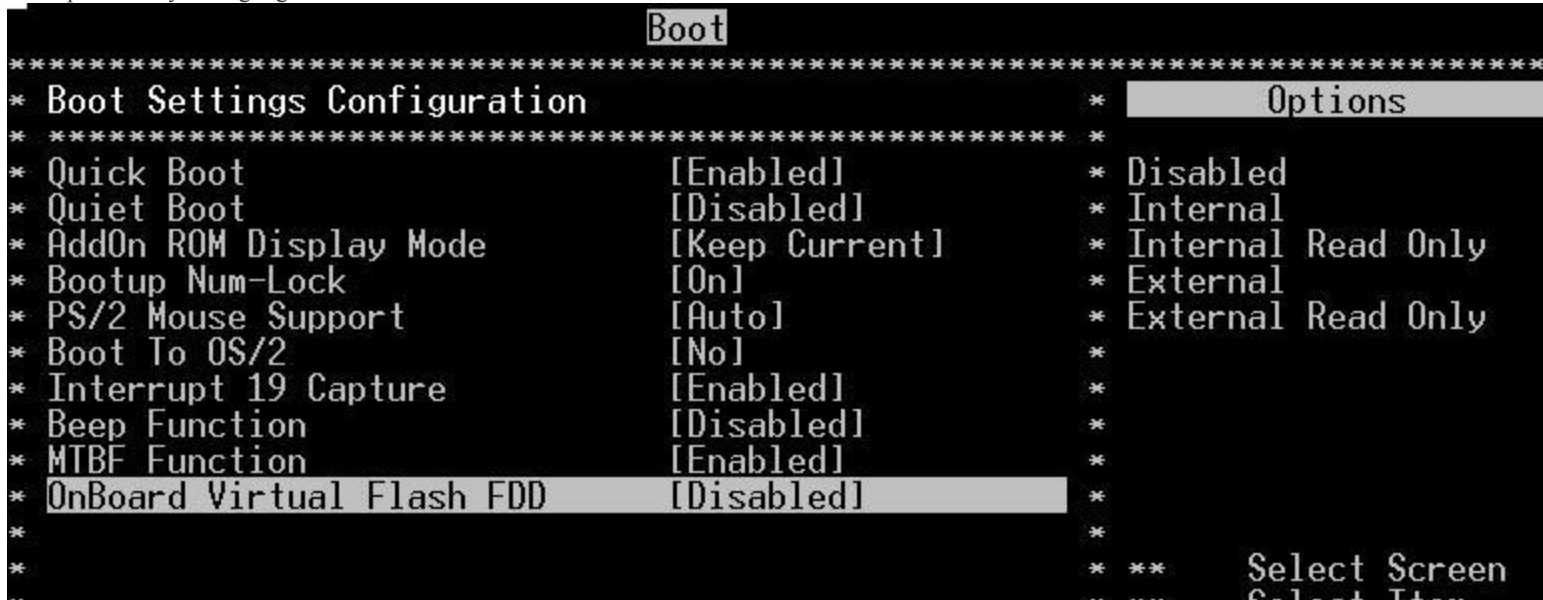 Boot
********************************************************************************
* Boot Settings Configuration * Options
* *************************************************** *
* Quick Boot [Enabled] * Disabled
* Quiet Boot [Disabled] * Internal
* AddOn ROM Display Mode [Keep Current] * Internal Read Only
* Bootup Num-Lock [On] * External
* PS/2 Mouse Support [Auto] * External Read Only
* Boot To OS/2 [No] *
* Interrupt 19 Capture [Enabled] *
* Beep Function [Disabled] *
* MTBF Function [Enabled] *
* OnBoard Virtual Flash FDD [Disabled] *
* *
* * ** Select Screen
Select Item